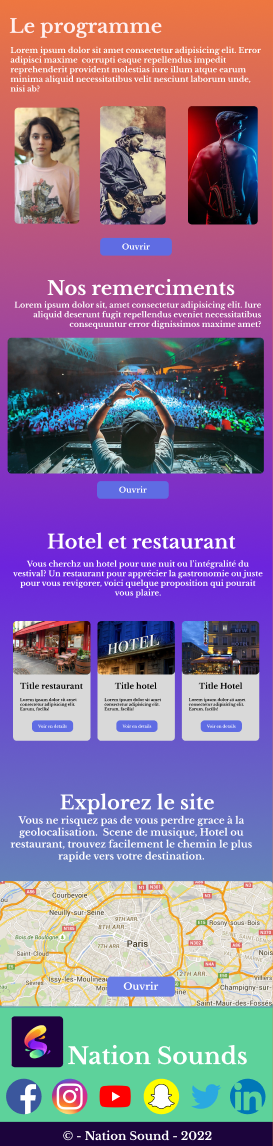 Le programme
Lorem ipsum dolor sit amet consectetur adipisicing elit. Error
adipisci maxime corrupti eaque repellendus impedit
reprehenderit provident molestias iure illum atque earum
minima aliquid necessitatibus velit nesciunt laborum unde,
nisi ab?
Ouvrir
Nos remerciments
Lorem ipsum dolor sit, amet consectetur adipisicing elit. Iure
aliquid deserunt fugit repellendus eveniet necessitatibus
consequuntur error dignissimos maxime amet?
Ouvrir
Hotel et restaurant
Vous cherchz un hotel pour une nuit ou l'intégralité du
vestival? Un restaurant pour apprécier la gastronomie ou juste
pour vous revigorer, voici quelque proposition qui pourait
vous plaire.
HOTEL
Title restaurant
Lorem ipsum dolor sit amet
consectetur adipisicing elit.
Earum, facilis!
Voir en details
Title hotel
Lorem ipsum dolor sit amet
consectetur adipisicing elit.
Earum, facilis!
Voir en details
Title Hotel
Lorem ipsum dolor sit amet
consectetur adipisicing elit.
Earum, facilis!
Voir en details
Explorez le site
Vous ne risquez pas de vous perdre grace à la
geolocalisation. Scene de musique, Hotel ou
restaurant, trouvez facilement le chemin le plus
rapide vers votre destination.
Courbevoie
Neuilly-sur-Seine
Bois de Boulogne
Saint-Cloud
Sèvres
Issy-les-Moulineaux
8TH ARR.
9TH ARR.
7TH ARR.
Paris
12TH ARR.
Rosny-sous-Bois
Champigny-sur-
Saint-Maur-des-Fossés
Ouvrir
Nation Sounds
© - Nation Sound - 2022